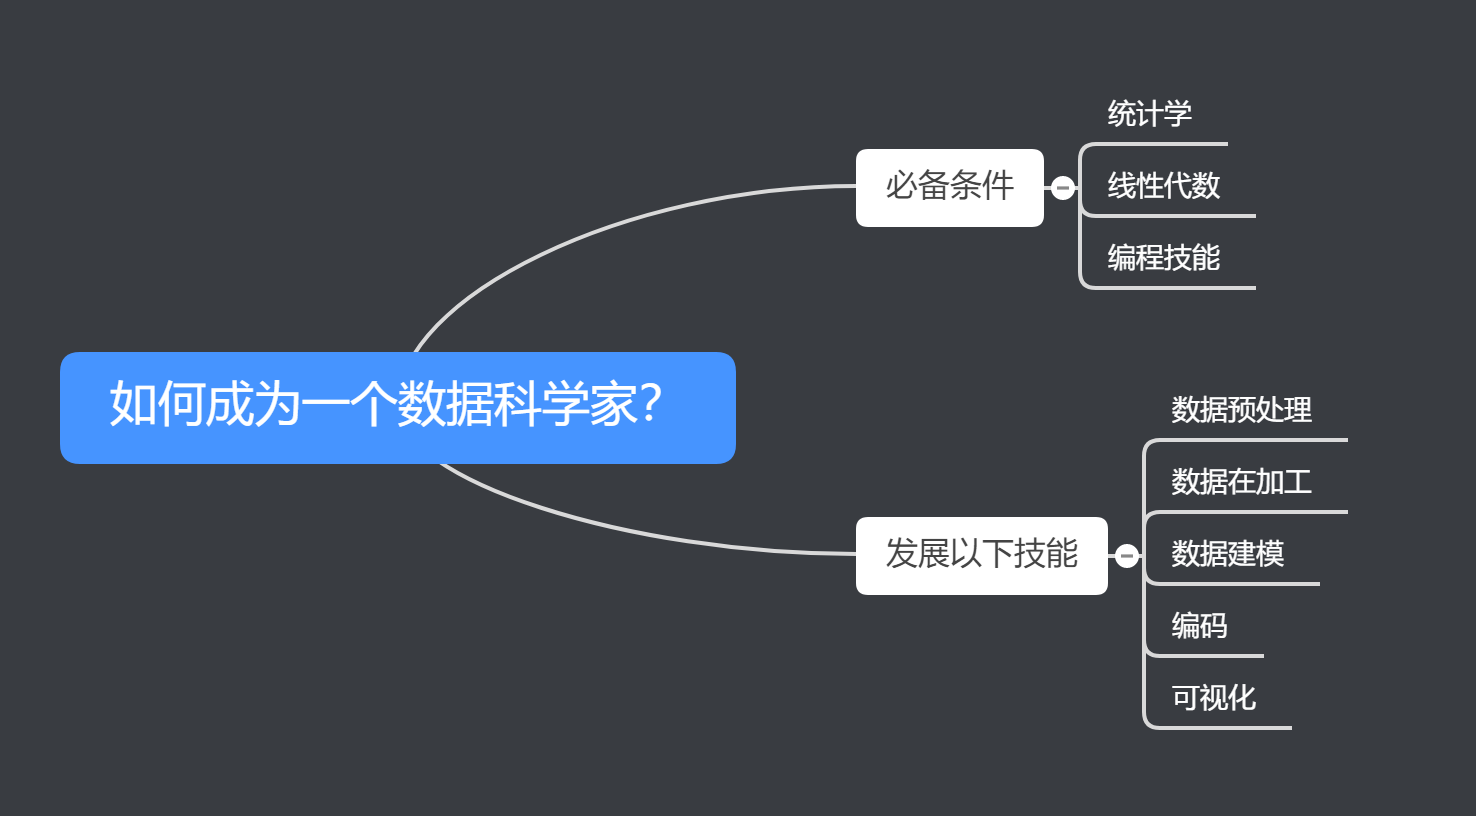 如何成为一个数据科学家?
必备条件
统计学
线性代数
编程技能
发展以下技能
数据预处理
数据在加工
数据建模
编码
可视化